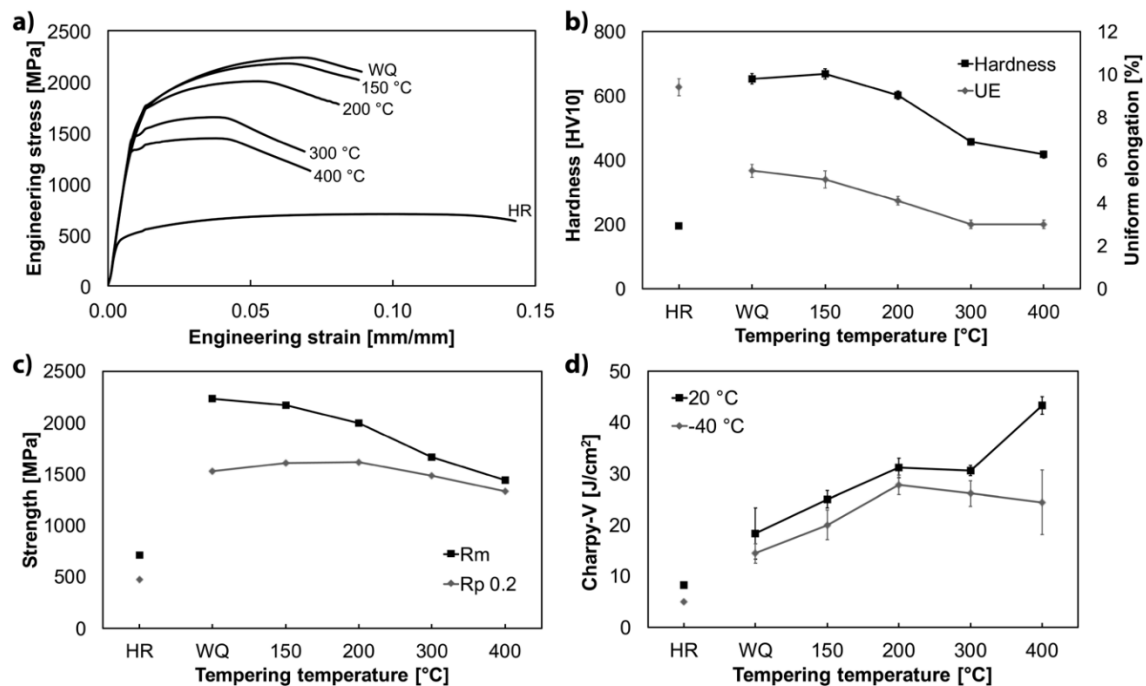 a)
2500
2000
1500
1000
500
0
Engineering stress [MPa]
WQ
150 °C
200 °C
300 °C
400 °C
HR
0.00 0.05 0.10 0.15
Engineering strain [mm/mm]
b)
800
600
400
200
0
Hardness [HV10]
Hardness
UE
12
10
8
6
4
2
0
Uniform elongation [%]
HR WQ 150 200 300 400
Tempering temperature [°C]
c)
2500
2000
1500
1000
500
0
Strength [MPa]
Rm
Rp 0.2
HR WQ 150 200 300 400
Tempering temperature [°C]
d)
50
40
30
20
10
0
Charpy-V [J/cm²]
20 °C
-40 °C
HR WQ 150 200 300 400
Tempering temperature [°C]